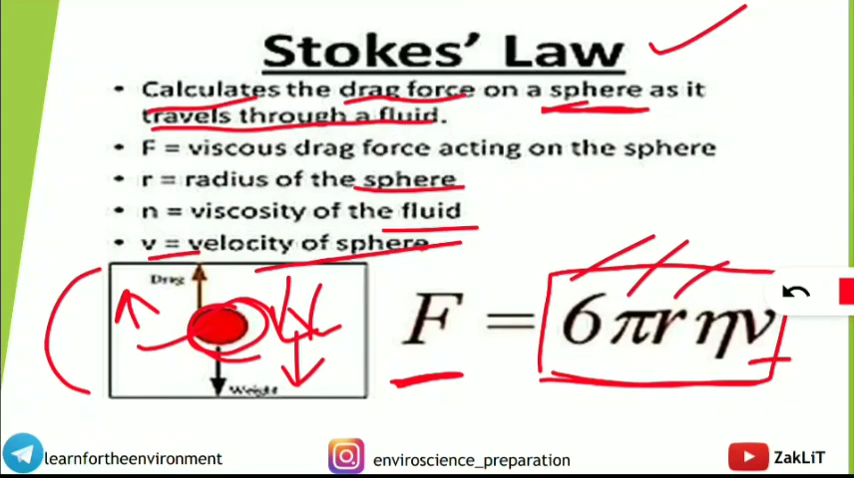 Stokes’ Law
• Calculates the drag force on a sphere as it
travels through a fluid.
• F = viscous drag force acting on the sphere
• r = radius of the sphere
• n = viscosity of the fluid
• v = velocity of sphere
Drag
Weight
F = 6πrηv
learnfortheenvironment
enviroscience_preparation
ZakLiT